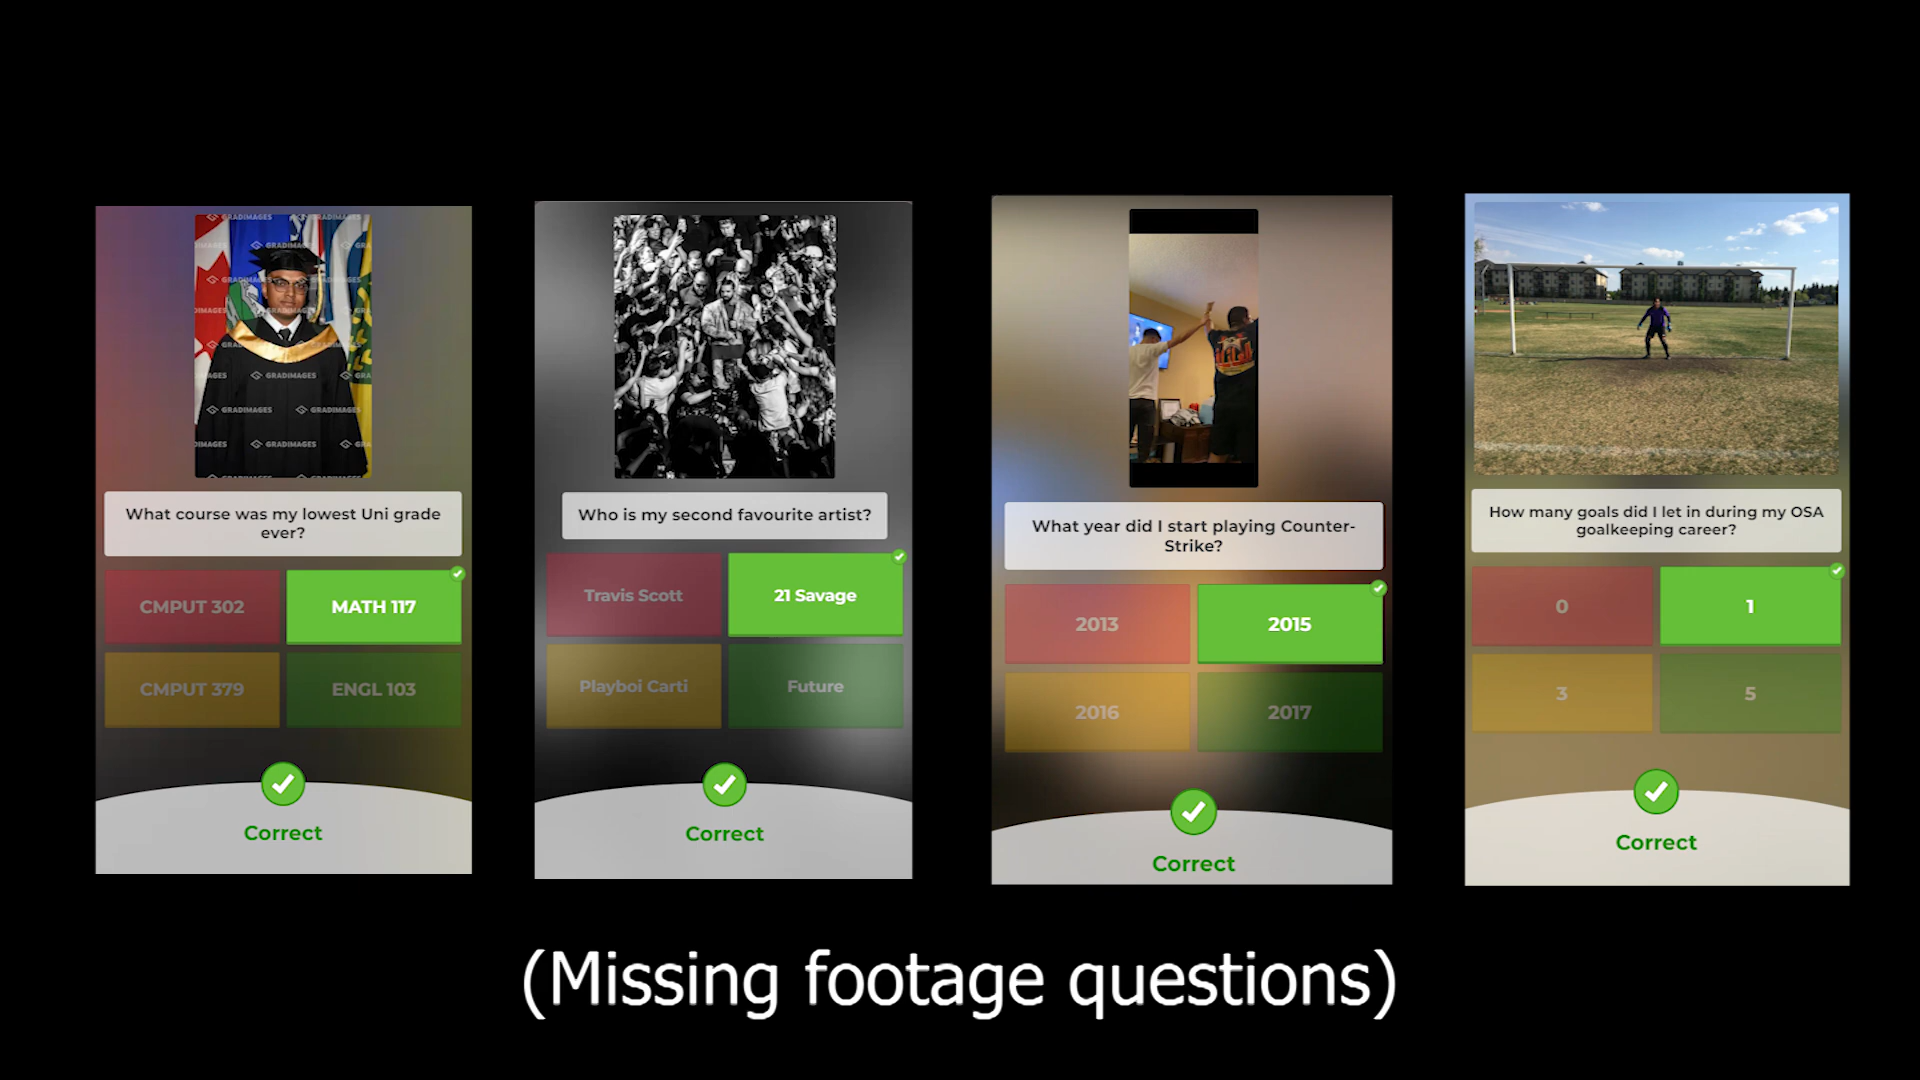 GRADIMAGES
What course was my lowest Uni grade
ever?
CMPUT 302
MATH 117
CMPUT 379
ENGL 103
Correct
Who is my second favourite artist?
Travis Scott
21 Savage
Playboi Carti
Future
Correct
What year did I start playing Counter-
Strike?
2013
2015
2016
2017
Correct
How many goals did I let in during my OSA
goalkeeping career?
0
1
3
5
Correct
(Missing footage questions)